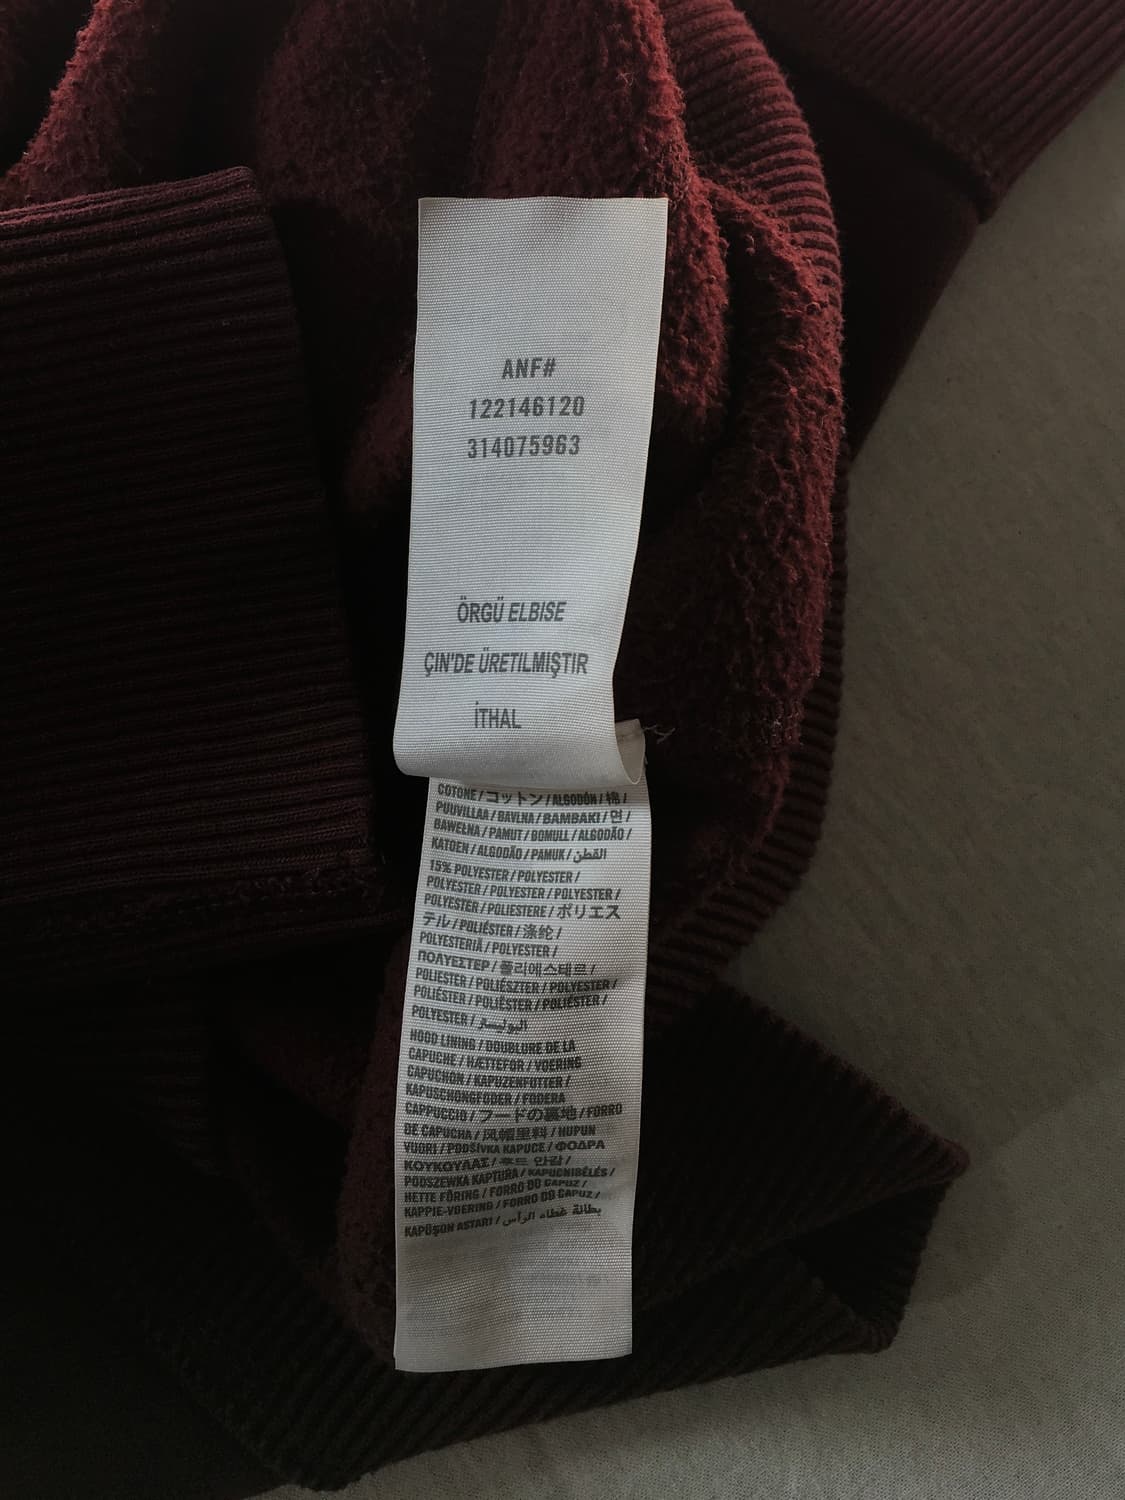 ANF#
122146120
314075963
ÖRGÜ ELBISE
ÇIN'DE ÜRETILMIŞTIR
İTHAL
COTONE / コットン / ALGODÓN / 棉 /
PUUVILLAA / BAVLNA / BAMBAKI / 면 /
BAWEŁNA / PAMUT / BOMULL / ALGODÃO /
KATOEN / ALGODÃO / PAMUK / القطن
15% POLYESTER / POLYESTER /
POLYESTER / POLYESTER / POLYESTER /
POLYESTER / POLIESTERE / ポリエス
テル / POLIÉSTER / 涤纶 /
POLYESTERIÄ / POLYESTER /
ΠΟΛΥΕΣΤΕΡ / 폴리에스테르 /
POLIESTER / POLIÉSZTER / POLYESTER /
POLIÉSTER / POLIÉSTER / POLIÉSTER /
POLYESTER / البوليستر
HOOD LINING / DOUBLURE DE LA
CAPUCHE / HÆTTEFOR / VOERING
CAPUCHON / KAPUZENFUTTER /
KAPUSCHONGFODER / FODERA
CAPPUCCIO / フードの裏地 / FORRO
DE CAPUCHA / 风帽里料 / HUPUN
VUORI / PODŠÍVKA KAPUCE / ΦΟΔΡΑ
ΚΟΥΚΟΥΛΑΣ / 후드 안감 /
PODSZEWKA KAPTURA / KAPUCNIBÉLÉS /
HETTE FÔRING / FORRO DO CAPUZ /
KAPPIE-VOERING / FORRO DO CAPUZ /
KAPÜŞON ASTARI / بطانة غطاء الرأس